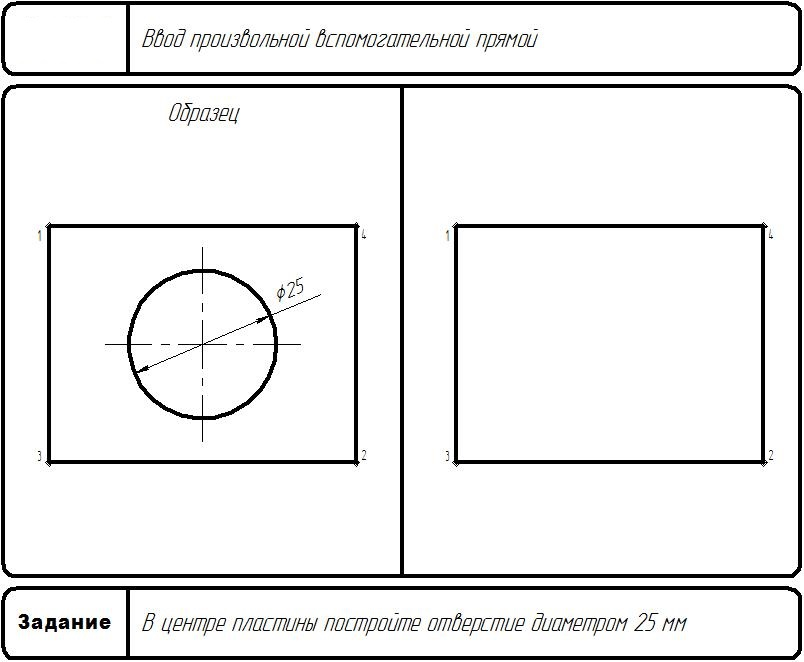 Ввод произвольной вспомогательной прямой
Образец
1
4
ϕ25
3
2
1
4
3
2
Задание
В центре пластины постройте отверстие диаметром 25 мм